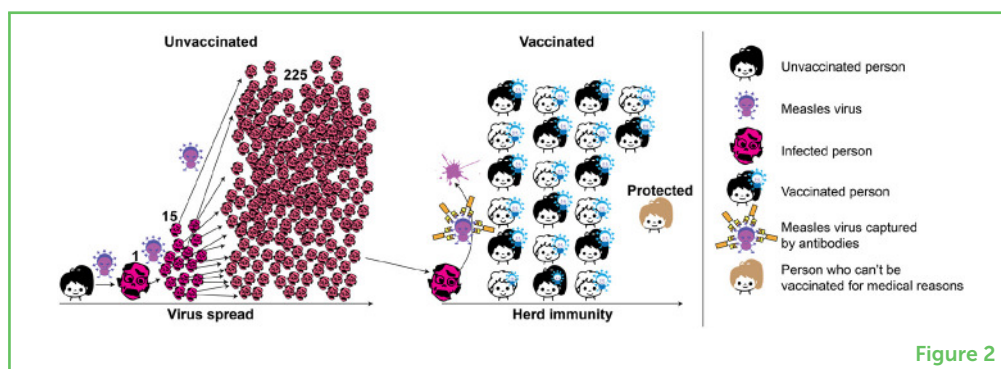 Unvaccinated
225
15
1
Virus spread
Vaccinated
Protected
Herd immunity
Unvaccinated person
Measles virus
Infected person
Vaccinated person
Measles virus captured
by antibodies
Person who can't be
vaccinated for medical reasons
Figure 2